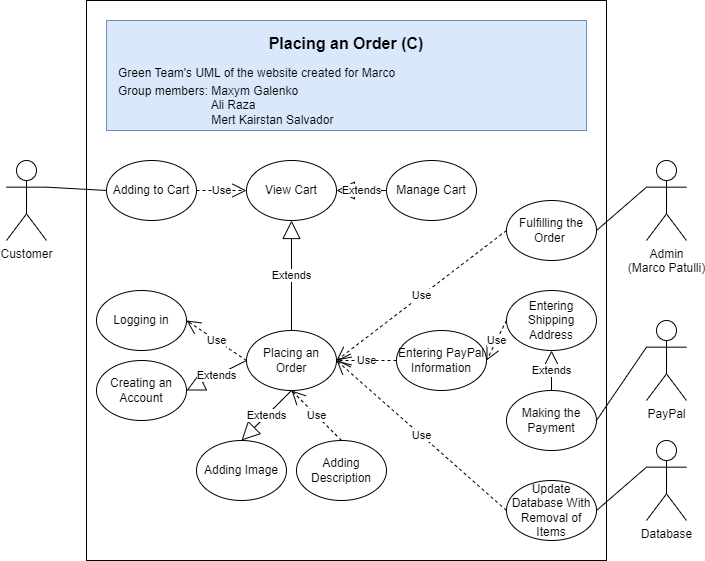 Placing an Order (C)
Green Team's UML of the website created for Marco
Group members: Maxym Galenko
Ali Raza
Mert Kairstan Salvador
Adding to Cart
Use
View Cart
Extends
Manage Cart
Customer
Fulfilling the
Order
Admin
(Marco Patulli)
Extends
Use
Logging in
Use
Entering
Shipping
Address
Placing an
Order
Use
Entering PayPal
Information
Use
Creating an
Account
Extends
Extends
PayPal
Making the
Payment
Extends
Use
Use
Adding Image
Adding
Description
Update
Database With
Removal of
Items
Database